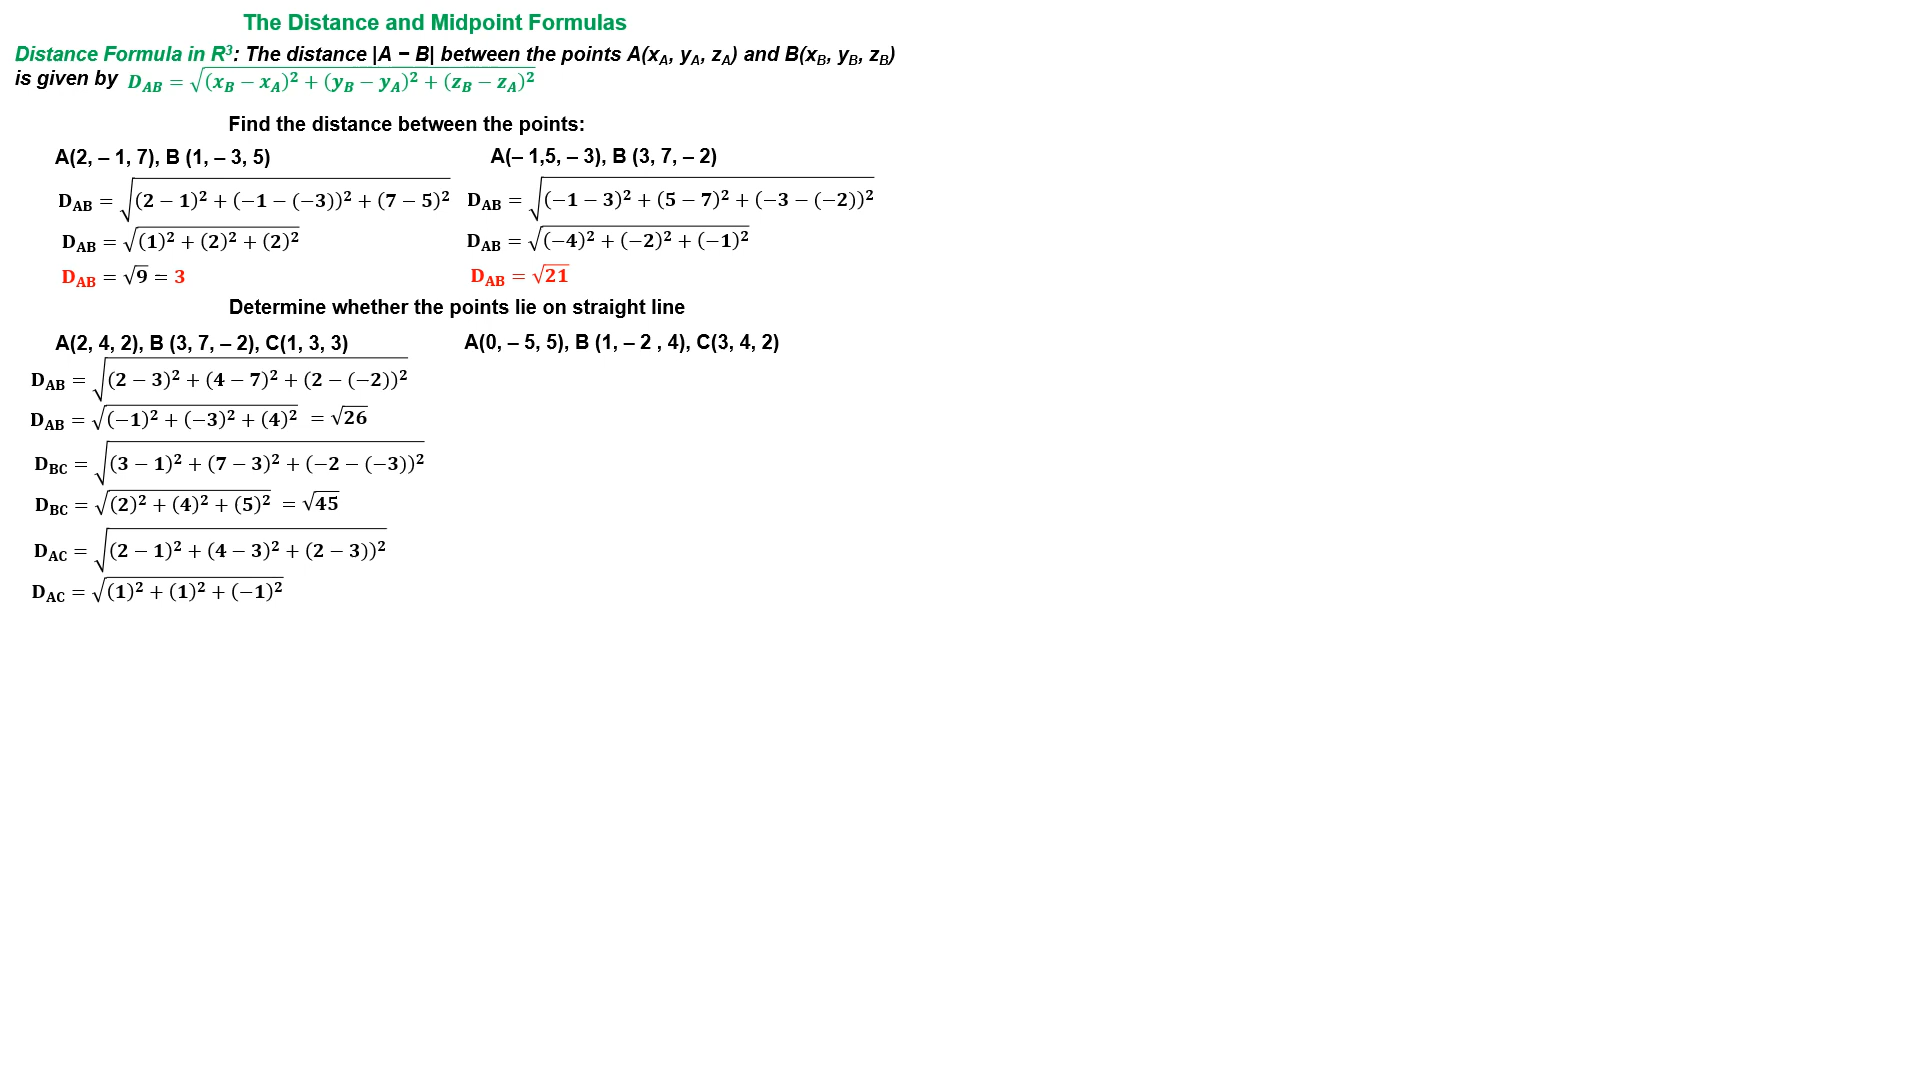 The Distance and Midpoint Formulas
Distance Formula in R³: The distance |A − B| between the points A(x_A, y_A, z_A) and B(x_B, y_B, z_B)
is given by D_AB = √((x_B − x_A)² + (y_B − y_A)² + (z_B − z_A)²)
Find the distance between the points:
A(2, – 1, 7), B (1, – 3, 5)
D_AB = √((2 − 1)² + (−1 − (−3))² + (7 − 5)²)
D_AB = √((1)² + (2)² + (2)²)
D_AB = √9 = 3
A(– 1,5, – 3), B (3, 7, – 2)
D_AB = √((−1 − 3)² + (5 − 7)² + (−3 − (−2))²)
D_AB = √((−4)² + (−2)² + (−1)²)
D_AB = √21
Determine whether the points lie on straight line
A(2, 4, 2), B (3, 7, – 2), C(1, 3, 3)
D_AB = √((2 − 3)² + (4 − 7)² + (2 − (−2))²)
D_AB = √((−1)² + (−3)² + (4)²) = √26
D_BC = √((3 − 1)² + (7 − 3)² + (−2 − (−3))²)
D_BC = √((2)² + (4)² + (5)²) = √45
D_AC = √((2 − 1)² + (4 − 3)² + (2 − 3))²
D_AC = √((1)² + (1)² + (−1)²)
A(0, – 5, 5), B (1, – 2 , 4), C(3, 4, 2)